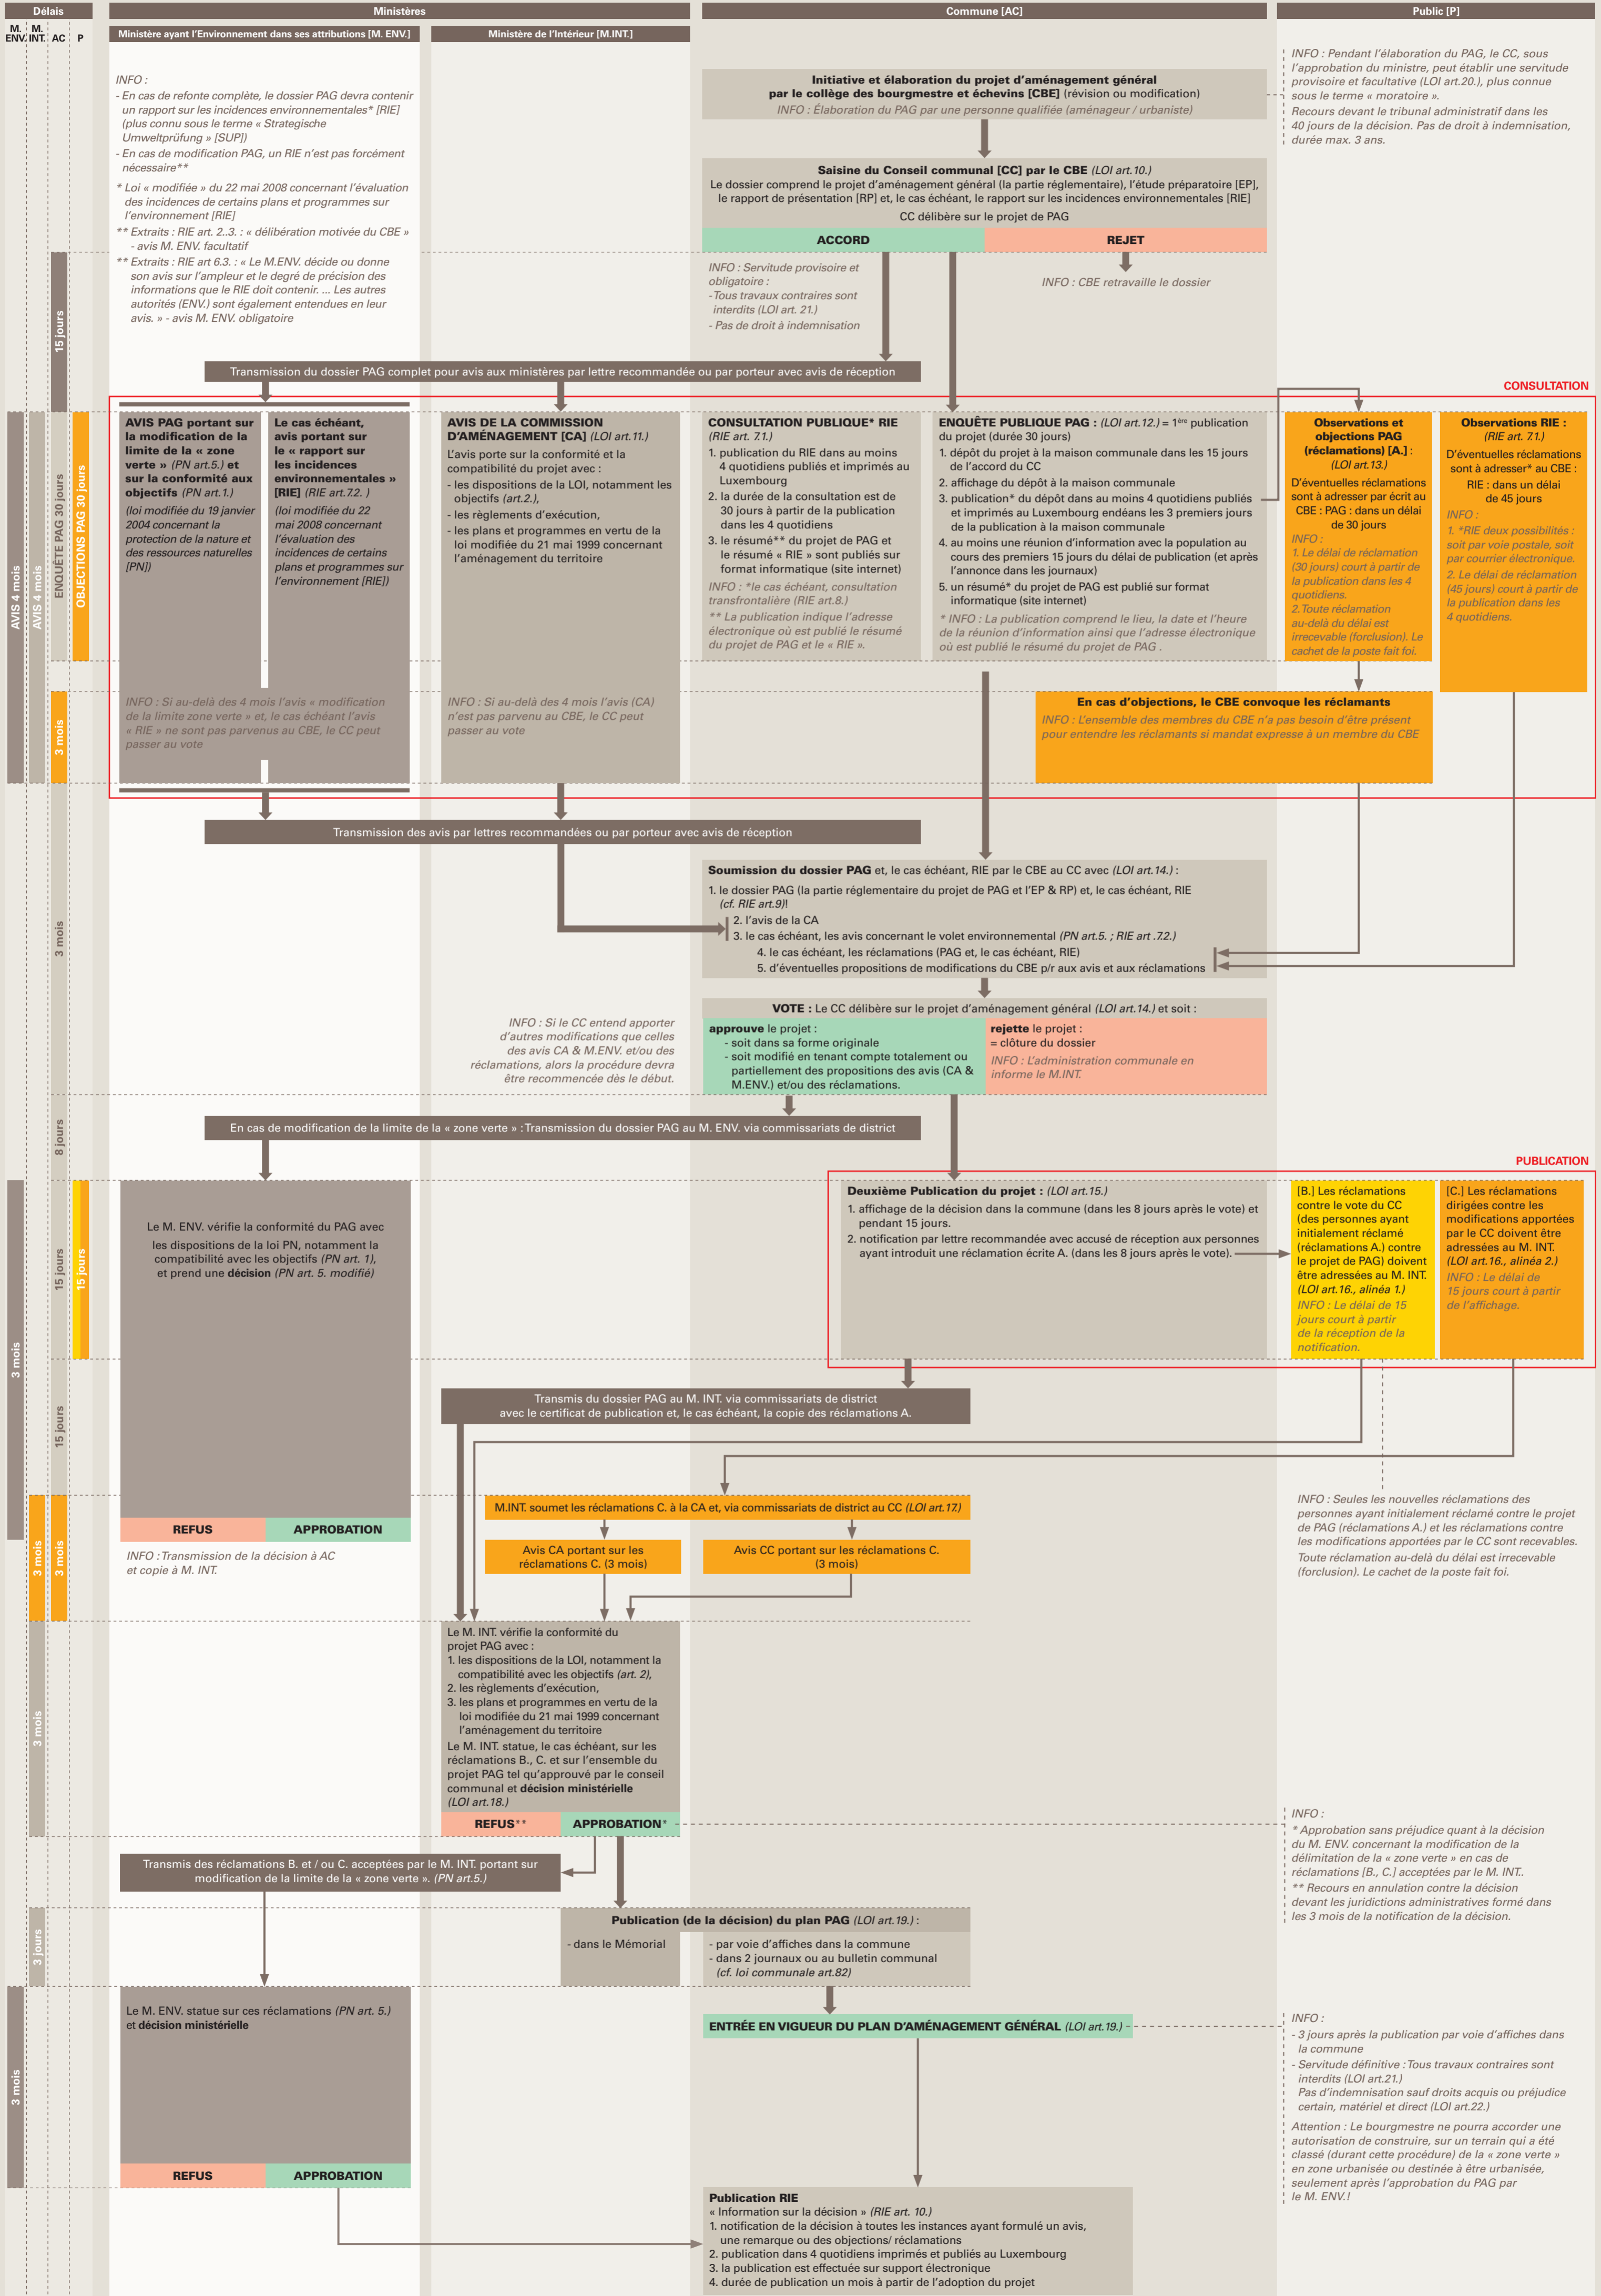 Délais
Ministères
Commune [AC]
Public [P]
M. ENV.
M. INT.
AC
P
Ministère ayant l'Environnement dans ses attributions [M. ENV.]
Ministère de l'Intérieur [M.INT.]
INFO :
- En cas de refonte complète, le dossier PAG devra contenir
un rapport sur les incidences environnementales* [RIE]
(plus connu sous le terme « Strategische
Umweltprüfung » [SUP])
- En cas de modification PAG, un RIE n'est pas forcément
nécessaire**
* Loi « modifiée » du 22 mai 2008 concernant l'évaluation
des incidences de certains plans et programmes sur
l'environnement [RIE]
** Extraits : RIE art. 2..3. : « délibération motivée du CBE »
- avis M. ENV. facultatif
** Extraits : RIE art 6.3. : « Le M.ENV. décide ou donne
son avis sur l'ampleur et le degré de précision des
informations que le RIE doit contenir. ... Les autres
autorités (ENV.) sont également entendues en leur
avis. » - avis M. ENV. obligatoire
Initiative et élaboration du projet d'aménagement général
par le collège des bourgmestre et échevins [CBE] (révision ou modification)
INFO : Élaboration du PAG par une personne qualifiée (aménageur / urbaniste)
INFO : Pendant l'élaboration du PAG, le CC, sous
l'approbation du ministre, peut établir une servitude
provisoire et facultative (LOI art.20.), plus connue
sous le terme « moratoire ».
Recours devant le tribunal administratif dans les
40 jours de la décision. Pas de droit à indemnisation,
durée max. 3 ans.
Saisine du Conseil communal [CC] par le CBE (LOI art.10.)
Le dossier comprend le projet d'aménagement général (la partie réglementaire), l'étude préparatoire [EP],
le rapport de présentation [RP] et, le cas échéant, le rapport sur les incidences environnementales [RIE]
CC délibère sur le projet de PAG
ACCORD
REJET
INFO : Servitude provisoire et
obligatoire :
- Tous travaux contraires sont
interdits (LOI art. 21.)
- Pas de droit à indemnisation
INFO : CBE retravaille le dossier
15 jours
Transmission du dossier PAG complet pour avis aux ministères par lettre recommandée ou par porteur avec avis de réception
CONSULTATION
AVIS 4 mois
AVIS 4 mois
ENQUÊTE PAG 30 jours
OBJECTIONS PAG 30 jours
AVIS PAG portant sur
la modification de la
limite de la « zone
verte » (PN art.5.) et
sur la conformité aux
objectifs (PN art.1.)
(loi modifiée du 19 janvier
2004 concernant la
protection de la nature et
des ressources naturelles
[PN])
Le cas échéant,
avis portant sur
le « rapport sur
les incidences
environnementales »
[RIE] (RIE art.7.2. )
(loi modifiée du 22
mai 2008 concernant
l'évaluation des
incidences de certains
plans et programmes sur
l'environnement [RIE])
INFO : Si au-delà des 4 mois l'avis « modification
de la limite zone verte » et, le cas échéant l'avis
« RIE » ne sont pas parvenus au CBE, le CC peut
passer au vote
AVIS DE LA COMMISSION
D'AMÉNAGEMENT [CA] (LOI art.11.)
L'avis porte sur la conformité et la
compatibilité du projet avec :
- les dispositions de la LOI, notamment les
objectifs (art.2.),
- les règlements d'exécution,
- les plans et programmes en vertu de la
loi modifiée du 21 mai 1999 concernant
l'aménagement du territoire
INFO : Si au-delà des 4 mois l'avis (CA)
n'est pas parvenu au CBE, le CC peut
passer au vote
CONSULTATION PUBLIQUE* RIE
(RIE art. 7.1.)
1. publication du RIE dans au moins
4 quotidiens publiés et imprimés au
Luxembourg
2. la durée de la consultation est de
30 jours à partir de la publication
dans les 4 quotidiens
3. le résumé** du projet de PAG et
le résumé « RIE » sont publiés sur
format informatique (site internet)
INFO : *le cas échéant, consultation
transfrontalière (RIE art.8.)
** La publication indique l'adresse
électronique où est publié le résumé
du projet de PAG et le « RIE ».
ENQUÊTE PUBLIQUE PAG : (LOI art.12.) = 1ère publication
du projet (durée 30 jours)
1. dépôt du projet à la maison communale dans les 15 jours
de l'accord du CC
2. affichage du dépôt à la maison communale
3. publication* du dépôt dans au moins 4 quotidiens publiés
et imprimés au Luxembourg endéans les 3 premiers jours
de la publication à la maison communale
4. au moins une réunion d'information avec la population au
cours des premiers 15 jours du délai de publication (et après
l'annonce dans les journaux)
5. un résumé* du projet de PAG est publié sur format
informatique (site internet)
* INFO : La publication comprend le lieu, la date et l'heure
de la réunion d'information ainsi que l'adresse électronique
où est publié le résumé du projet de PAG .
Observations et
objections PAG
(réclamations) [A.] :
(LOI art.13.)
D'éventuelles réclamations
sont à adresser par écrit au
CBE : PAG : dans un délai
de 30 jours
INFO :
1. Le délai de réclamation
(30 jours) court à partir de
la publication dans les 4
quotidiens.
2. Toute réclamation
au-delà du délai est
irrecevable (forclusion). Le
cachet de la poste fait foi.
Observations RIE :
(RIE art. 7.1.)
D'éventuelles réclamations
sont à adresser* au CBE :
RIE : dans un délai
de 45 jours
INFO :
1. *RIE deux possibilités :
soit par voie postale, soit
par courrier électronique.
2. Le délai de réclamation
(45 jours) court à partir de
la publication dans les
4 quotidiens.
3 mois
En cas d'objections, le CBE convoque les réclamants
INFO : L'ensemble des membres du CBE n'a pas besoin d'être présent
pour entendre les réclamants si mandat expresse à un membre du CBE
Transmission des avis par lettres recommandées ou par porteur avec avis de réception
3 mois
Soumission du dossier PAG et, le cas échéant, RIE par le CBE au CC avec (LOI art.14.) :
1. le dossier PAG (la partie réglementaire du projet de PAG et l'EP & RP) et, le cas échéant, RIE
(cf. RIE art.9)!
2. l'avis de la CA
3. le cas échéant, les avis concernant le volet environmental (PN art.5. ; RIE art .7.2.)
4. le cas échéant, les réclamations (PAG et, le cas échéant, RIE)
5. d'éventuelles propositions de modifications du CBE p/r aux avis et aux réclamations
VOTE : Le CC délibère sur le projet d'aménagement général (LOI art.14.) et soit :
approuve le projet :
- soit dans sa forme originale
- soit modifié en tenant compte totalement ou
partiellement des propositions des avis (CA &
M.ENV.) et/ou des réclamations.
rejette le projet :
= clôture du dossier
INFO : L'administration communale en
informe le M.INT.
INFO : Si le CC entend apporter
d'autres modifications que celles
des avis CA & M.ENV. et/ou des
réclamations, alors la procédure devra
être recommencée dès le début.
8 jours
En cas de modification de la limite de la « zone verte » : Transmission du dossier PAG au M. ENV. via commissariats de district
PUBLICATION
3 mois
15 jours
15 jours
Le M. ENV. vérifie la conformité du PAG avec
les dispositions de la loi PN, notamment la
compatibilité avec les objectifs (PN art. 1),
et prend une décision (PN art. 5. modifié)
Deuxième Publication du projet : (LOI art.15.)
1. affichage de la décision dans la commune (dans les 8 jours après le vote) et
pendant 15 jours.
2. notification par lettre recommandée avec accusé de réception aux personnes
ayant introduit une réclamation écrite A. (dans les 8 jours après le vote).
[B.] Les réclamations
contre le vote du CC
(des personnes ayant
initialement réclamé
(réclamations A.) contre
le projet de PAG) doivent
être adressées au M. INT.
(LOI art.16., alinéa 1.)
INFO : Le délai de 15
jours court à partir
de la réception de la
notification.
[C.] Les réclamations
dirigées contre les
modifications apportées
par le CC doivent être
adressées au M. INT.
(LOI art.16., alinéa 2.)
INFO : Le délai de
15 jours court à partir
de l'affichage.
15 jours
Transmis du dossier PAG au M. INT. via commissariats de district
avec le certificat de publication et, le cas échéant, la copie des réclamations A.
REFUS
APPROBATION
INFO : Transmission de la décision à AC
et copie à M. INT.
3 mois
3 mois
M.INT. soumet les réclamations C. à la CA et, via commissariats de district au CC (LOI art.17.)
Avis CA portant sur les
réclamations C. (3 mois)
Avis CC portant sur les réclamations C.
(3 mois)
INFO : Seules les nouvelles réclamations des
personnes ayant initialement réclamé contre le projet
de PAG (réclamations A.) et les réclamations contre
les modifications apportées par le CC sont recevables.
Toute réclamation au-delà du délai est irrecevable
(forclusion). Le cachet de la poste fait foi.
3 mois
Le M. INT. vérifie la conformité du
projet PAG avec :
1. les dispositions de la LOI, notamment la
compatibilité avec les objectifs (art. 2),
2. les règlements d'exécution,
3. les plans et programmes en vertu de la
loi modifiée du 21 mai 1999 concernant
l'aménagement du territoire
Le M. INT. statue, le cas échéant, sur les
réclamations B., C. et sur l'ensemble du
projet PAG tel qu'approuvé par le conseil
communal et décision ministérielle
(LOI art.18.)
REFUS**
APPROBATION*
INFO :
* Approbation sans préjudice quant à la décision
du M. ENV. concernant la modification de la
délimitation de la « zone verte » en cas de
réclamations [B., C.] acceptées par le M. INT..
** Recours en annulation contre la décision
devant les juridictions administratives formé dans
les 3 mois de la notification de la décision.
Transmis des réclamations B. et / ou C. acceptées par le M. INT. portant sur
modification de la limite de la « zone verte ». (PN art.5.)
3 jours
Publication (de la décision) du plan PAG (LOI art.19.) :
- dans le Mémorial
- par voie d'affiches dans la commune
- dans 2 journaux ou au bulletin communal
(cf. loi communale art.82)
3 mois
Le M. ENV. statue sur ces réclamations (PN art. 5.)
et décision ministérielle
REFUS
APPROBATION
ENTRÉE EN VIGUEUR DU PLAN D'AMÉNAGEMENT GÉNÉRAL (LOI art.19.)
INFO :
- 3 jours après la publication par voie d'affiches dans
la commune
- Servitude définitive : Tous travaux contraires sont
interdits (LOI art.21.)
Pas d'indemnisation sauf droits acquis ou préjudice
certain, matériel et direct (LOI art.22.)
Attention : Le bourgmestre ne pourra accorder une
autorisation de construire, sur un terrain qui a été
classé (durant cette procédure) de la « zone verte »
en zone urbanisée ou destinée à être urbanisée,
seulement après l'approbation du PAG par
le M. ENV.!
Publication RIE
« Information sur la décision » (RIE art. 10.)
1. notification de la décision à toutes les instances ayant formulé un avis,
une remarque ou des objections/ réclamations
2. publication dans 4 quotidiens imprimés et publiés au Luxembourg
3. la publication est effectuée sur support électronique
4. durée de publication un mois à partir de l'adoption du projet